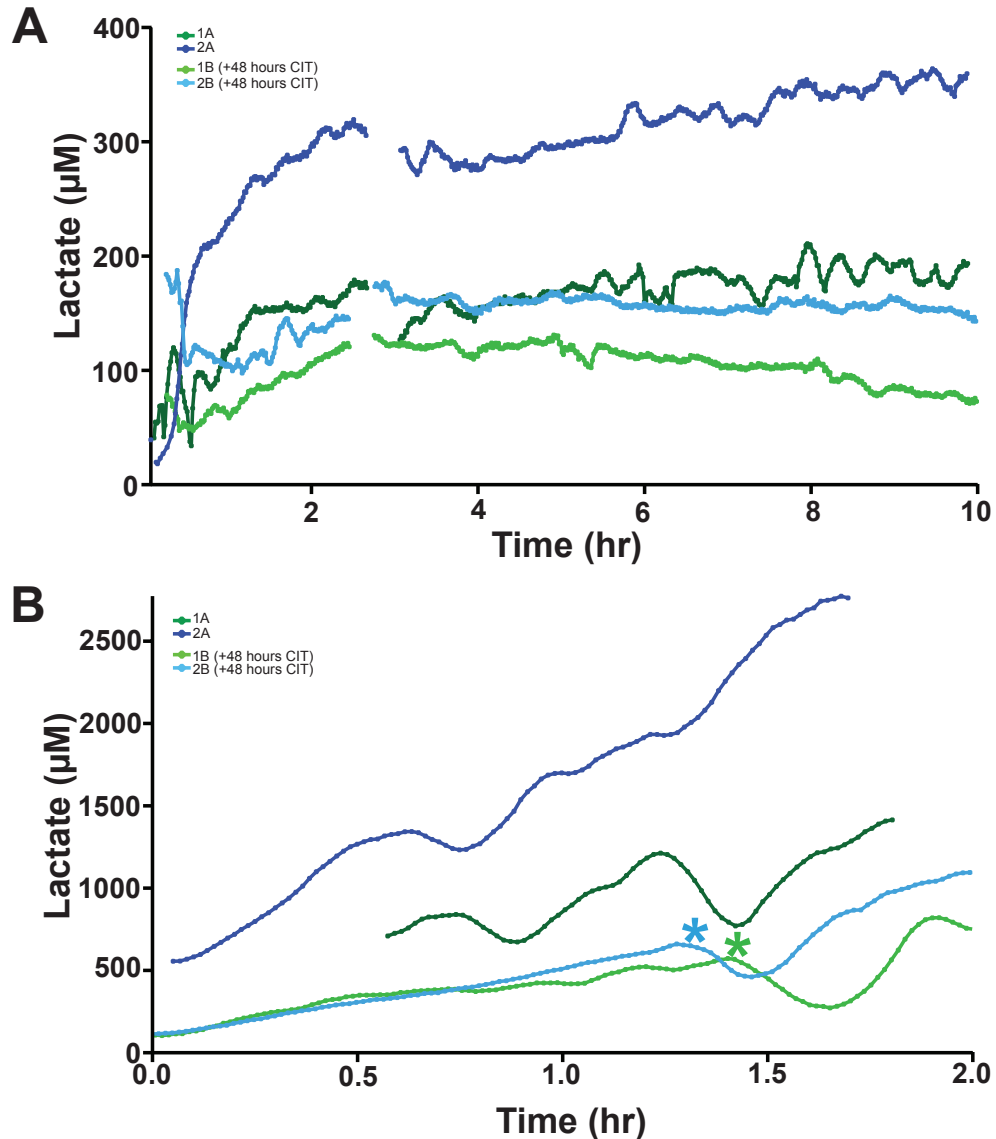 A
1A
2A
1B (+48 hours CIT)
2B (+48 hours CIT)
400
300
200
100
0
Lactate (µM)
2
4
6
8
10
Time (hr)
B
1A
2A
1B (+48 hours CIT)
2B (+48 hours CIT)
2500
2000
1500
1000
500
0
Lactate (µM)
*
*
0.0
0.5
1.0
1.5
2.0
Time (hr)